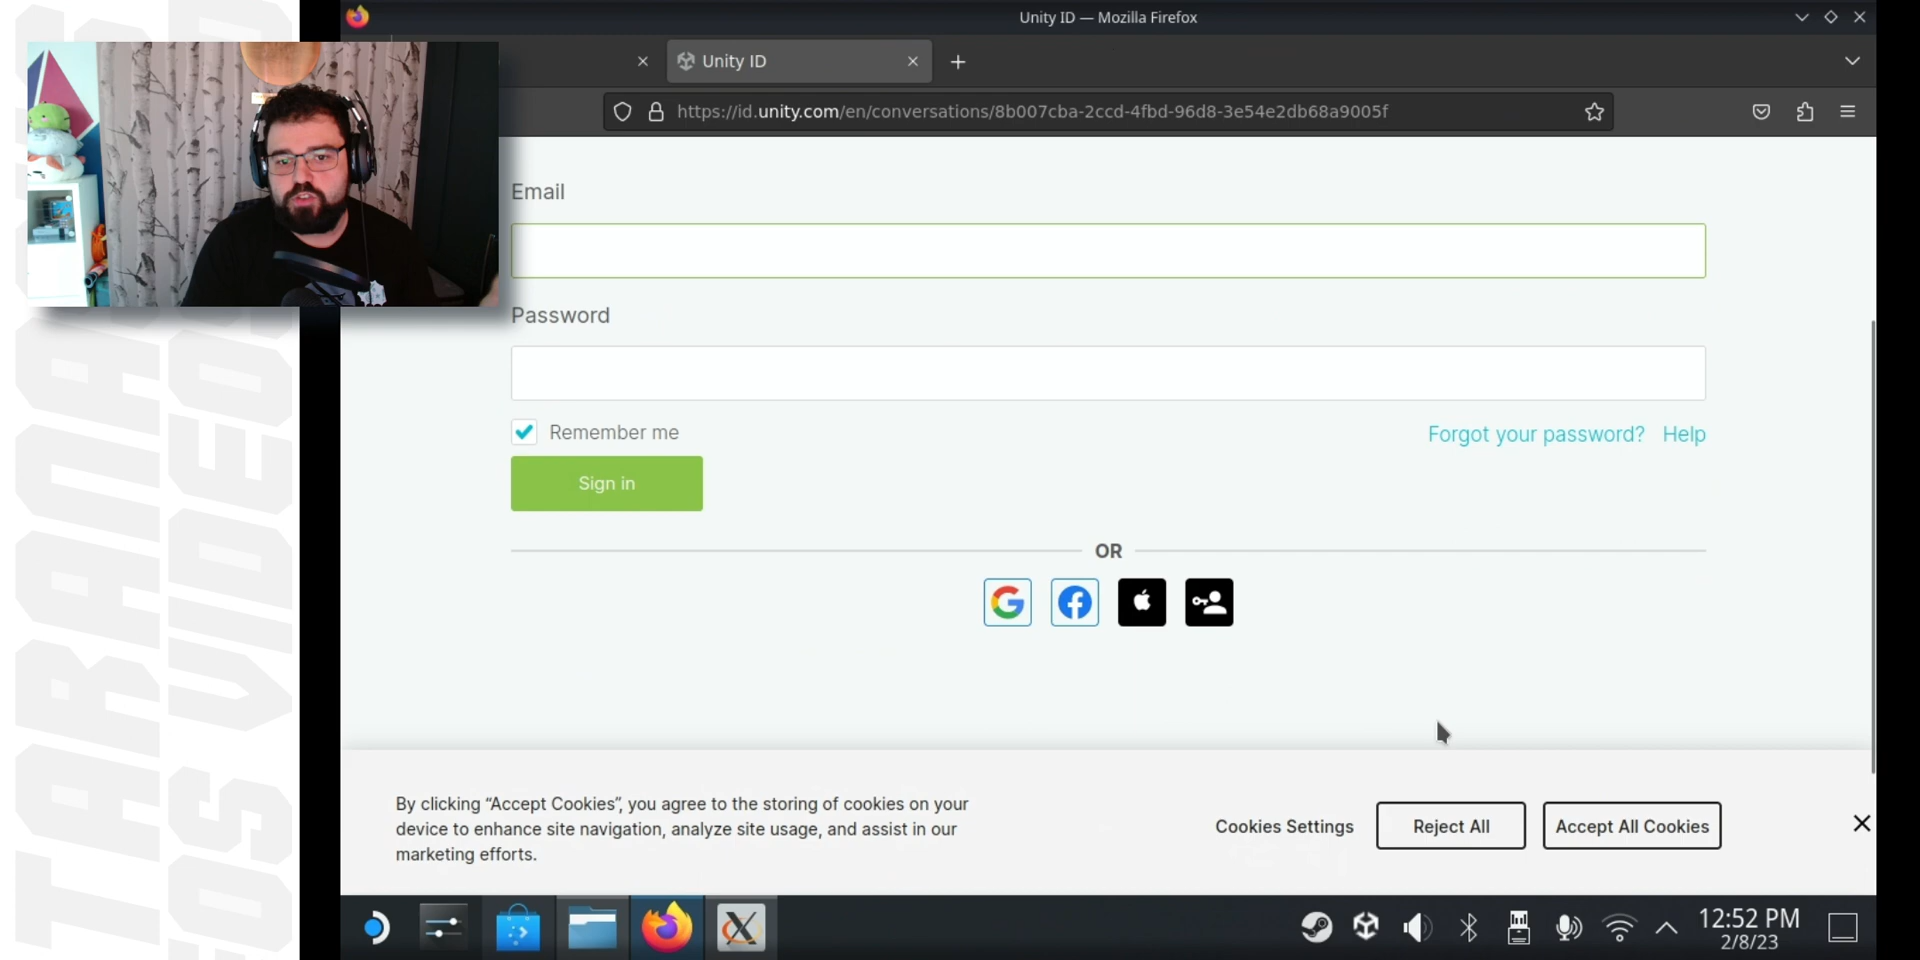 Unity ID — Mozilla Firefox
Unity ID
https://id.unity.com/en/conversations/8b007cba-2ccd-4fbd-96d8-3e54e2db68a9005f
Email
Password
Remember me
Forgot your password? Help
Sign in
OR
By clicking “Accept Cookies”, you agree to the storing of cookies on your
device to enhance site navigation, analyze site usage, and assist in our
marketing efforts.
Cookies Settings
Reject All
Accept All Cookies
12:52 PM
2/8/23